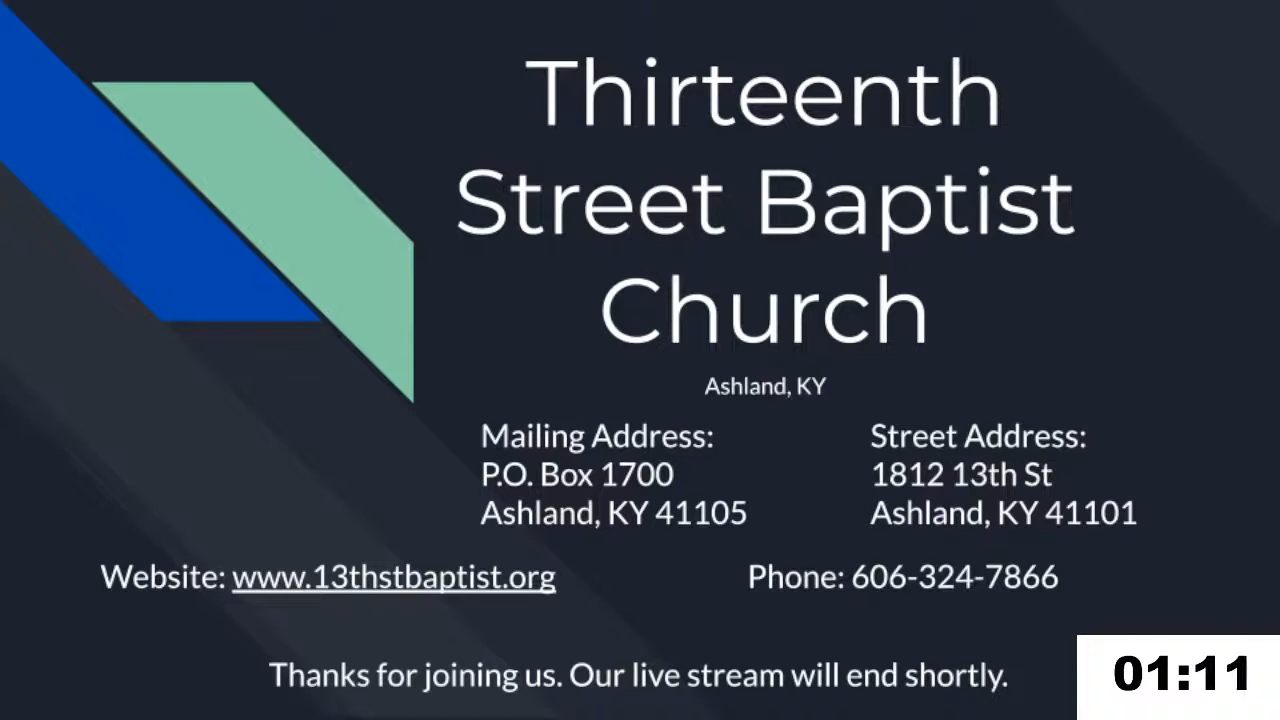 Thirteenth
Street Baptist
Church
Ashland, KY
Mailing Address:
P.O. Box 1700
Ashland, KY 41105
Street Address:
1812 13th St
Ashland, KY 41101
Website: www.13thstbaptist.org
Phone: 606-324-7866
Thanks for joining us. Our live stream will end shortly.
01:11